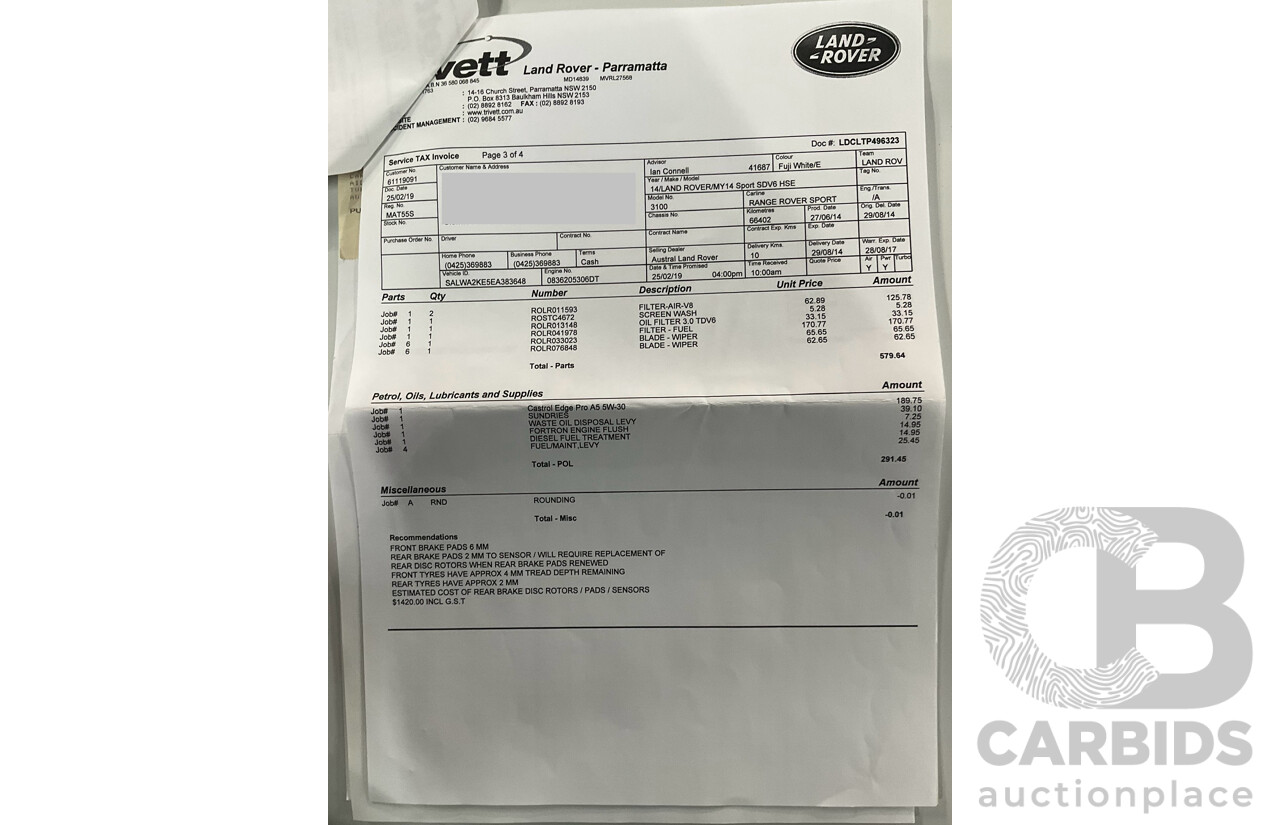 vett Land Rover - Parramatta
LAND-
-ROVER
MD14839 MVRL27568
B.N 36 580 068 845
1763
: 14-16 Church Street, Parramatta NSW 2150
P.O. Box 6313 Baulkham Hills NSW 2153
: (02) 8892 8162 FAX : (02) 8892 8193
: www.trivett.com.au
IDENT MANAGEMENT : (02) 9684 5577
Service TAX Invoice Page 3 of 4 Doc #: LDCLTP496323
Customer No. Customer Name & Address Advisor Colour Team
61119091 Ian Connell 41687 Fuji White/E LAND ROV
Doc. Date Year / Make / Model Tag No.
25/02/19 14/LAND ROVER/MY14 Sport SDV6 HSE
Reg. No. Model No. Carline Eng./Trans.
MAT55S 3100 RANGE ROVER SPORT /A
Stock No. Chassis No. Kilometres Prod. Date Orig. Del. Date
66402 27/06/14 29/08/14
Purchase Order No. Driver Contract No. Contract Name Contract Exp. Kms Exp. Date
Home Phone Business Phone Terms Selling Dealer Delivery Kms. Delivery Date Warr. Exp. Date
(0425)369883 (0425)369883 Cash Austral Land Rover 10 29/08/14 28/08/17
Vehicle ID. Engine No. Date & Time Promised Time Received Quote Price Air Pwr Turbo
SALWA2KE5EA383648 0836205306DT 25/02/19 04:00pm 10:00am Y Y
Parts Qty Number Description Unit Price Amount
Job# 1 2 ROLR011593 FILTER-AIR-V8 62.89 125.78
Job# 1 1 ROSTC4672 SCREEN WASH 5.28 5.28
Job# 1 1 ROLR013148 OIL FILTER 3.0 TDV6 33.15 33.15
Job# 1 1 ROLR041978 FILTER - FUEL 170.77 170.77
Job# 6 1 ROLR033023 BLADE - WIPER 65.65 65.65
Job# 6 1 ROLR076848 BLADE - WIPER 62.65 62.65
Total - Parts 579.64
Petrol, Oils, Lubricants and Supplies Amount
Job# 1 Castrol Edge Pro A5 5W-30 189.75
Job# 1 SUNDRIES 39.10
Job# 1 WASTE OIL DISPOSAL LEVY 7.25
Job# 1 FORTRON ENGINE FLUSH 14.95
Job# 1 DIESEL FUEL TREATMENT 14.95
Job# 4 FUEL/MAINT,LEVY 25.45
Total - POL 291.45
Miscellaneous Amount
Job# A RND ROUNDING -0.01
Total - Misc -0.01
Recommendations
FRONT BRAKE PADS 6 MM
REAR BRAKE PADS 2 MM TO SENSOR / WILL REQUIRE REPLACEMENT OF
REAR DISC ROTORS WHEN REAR BRAKE PADS RENEWED
FRONT TYRES HAVE APPROX 4 MM TREAD DEPTH REMAINING
REAR TYRES HAVE APPROX 2 MM
ESTIMATED COST OF REAR BRAKE DISC ROTORS / PADS / SENSORS
$1420.00 INCL G.S.T
CB
CARBIDS
auctionplace